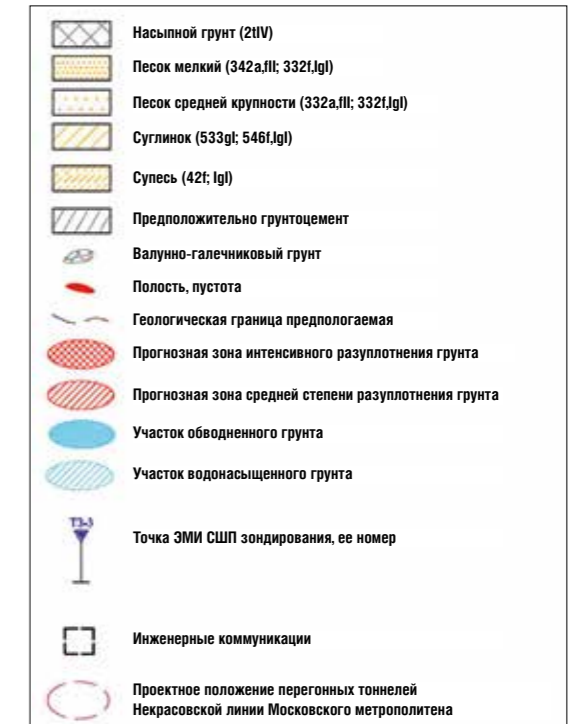 Насыпной грунт (2tIV)
Песок мелкий (342a,fII; 332f,lgI)
Песок средней крупности (332a,fII; 332f,lgI)
Суглинок (533gI; 546f,lgI)
Супесь (42f; lgI)
Предположительно грунтоцемент
Валунно-галечниковый грунт
Полость, пустота
Геологическая граница предпологаемая
Прогнозная зона интенсивного разуплотнения грунта
Прогнозная зона средней степени разуплотнения грунта
Участок обводненного грунта
Участок водонасыщенного грунта
ТЗ-3
Точка ЭМИ СШП зондирования, ее номер
Инженерные коммуникации
Проектное положение перегонных тоннелей
Некрасовской линии Московского метрополитена